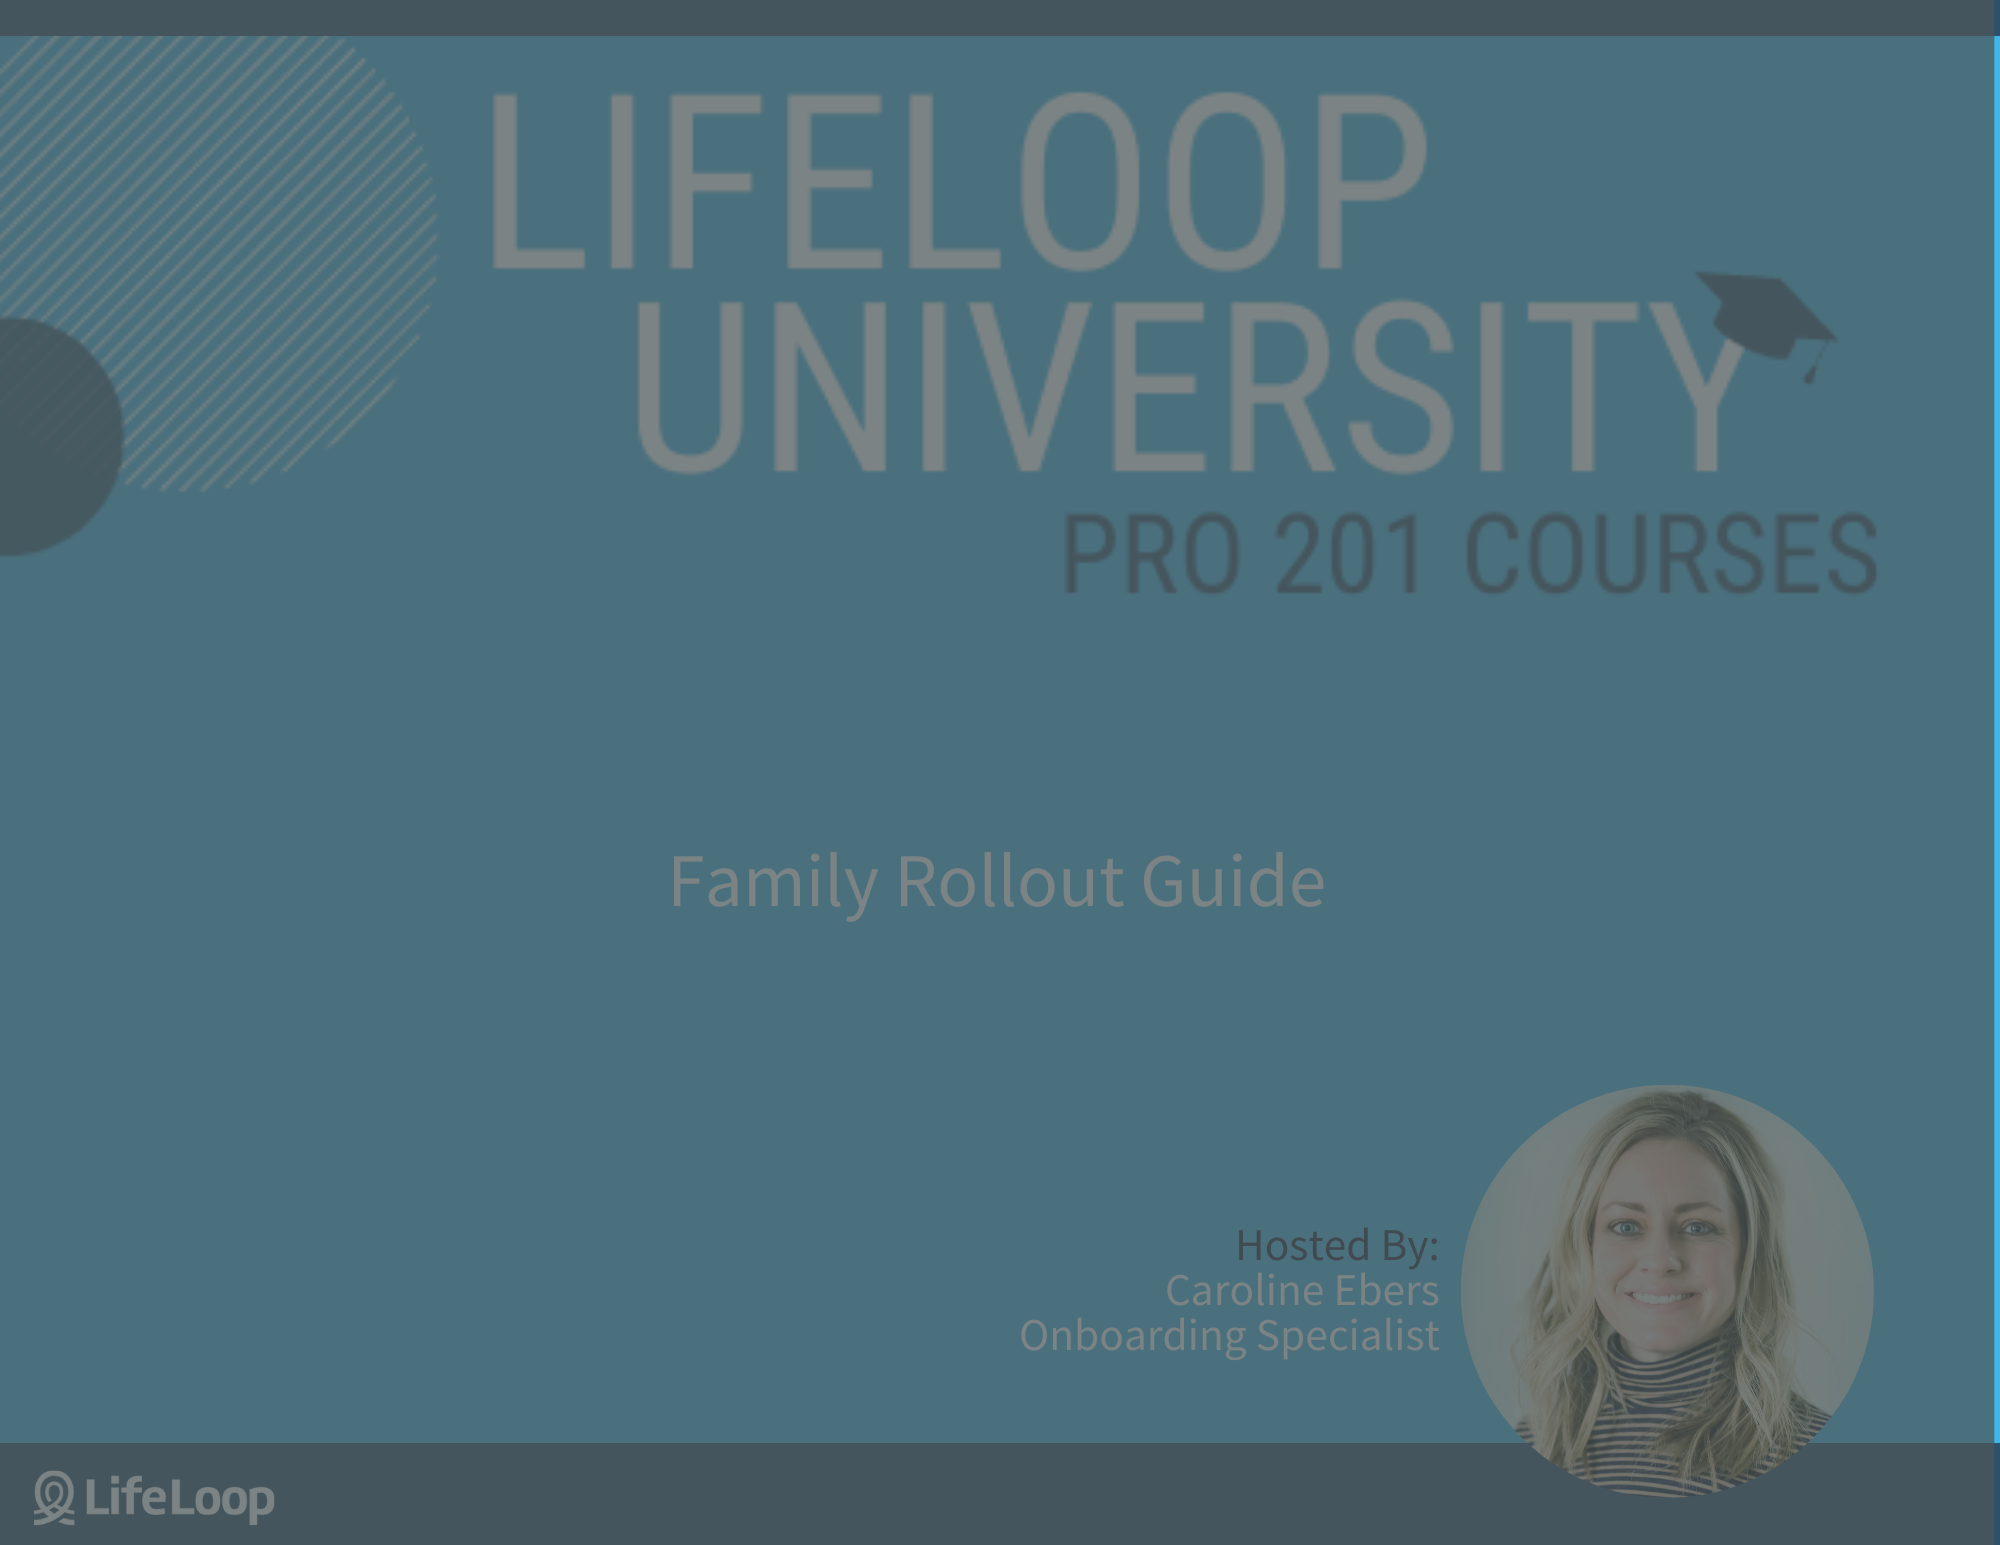 LIFELOOP
UNIVERSITY
PRO 201 COURSES
Family Rollout Guide
Hosted By:
Caroline Ebers
Onboarding Specialist
LifeLoop